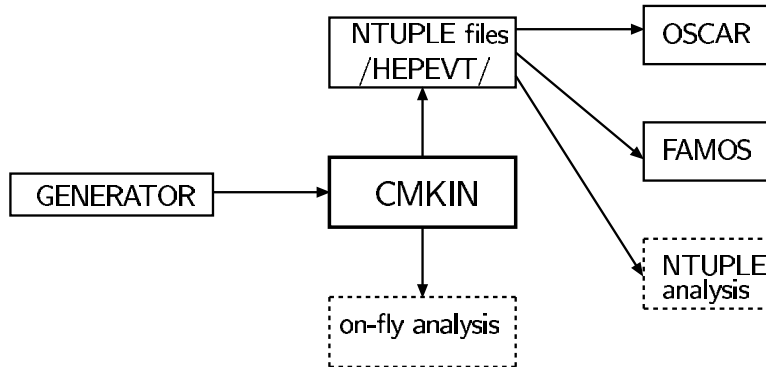 NTUPLE files
/HEPEVT/
OSCAR
FAMOS
GENERATOR
CMKIN
NTUPLE
analysis
on-fly analysis